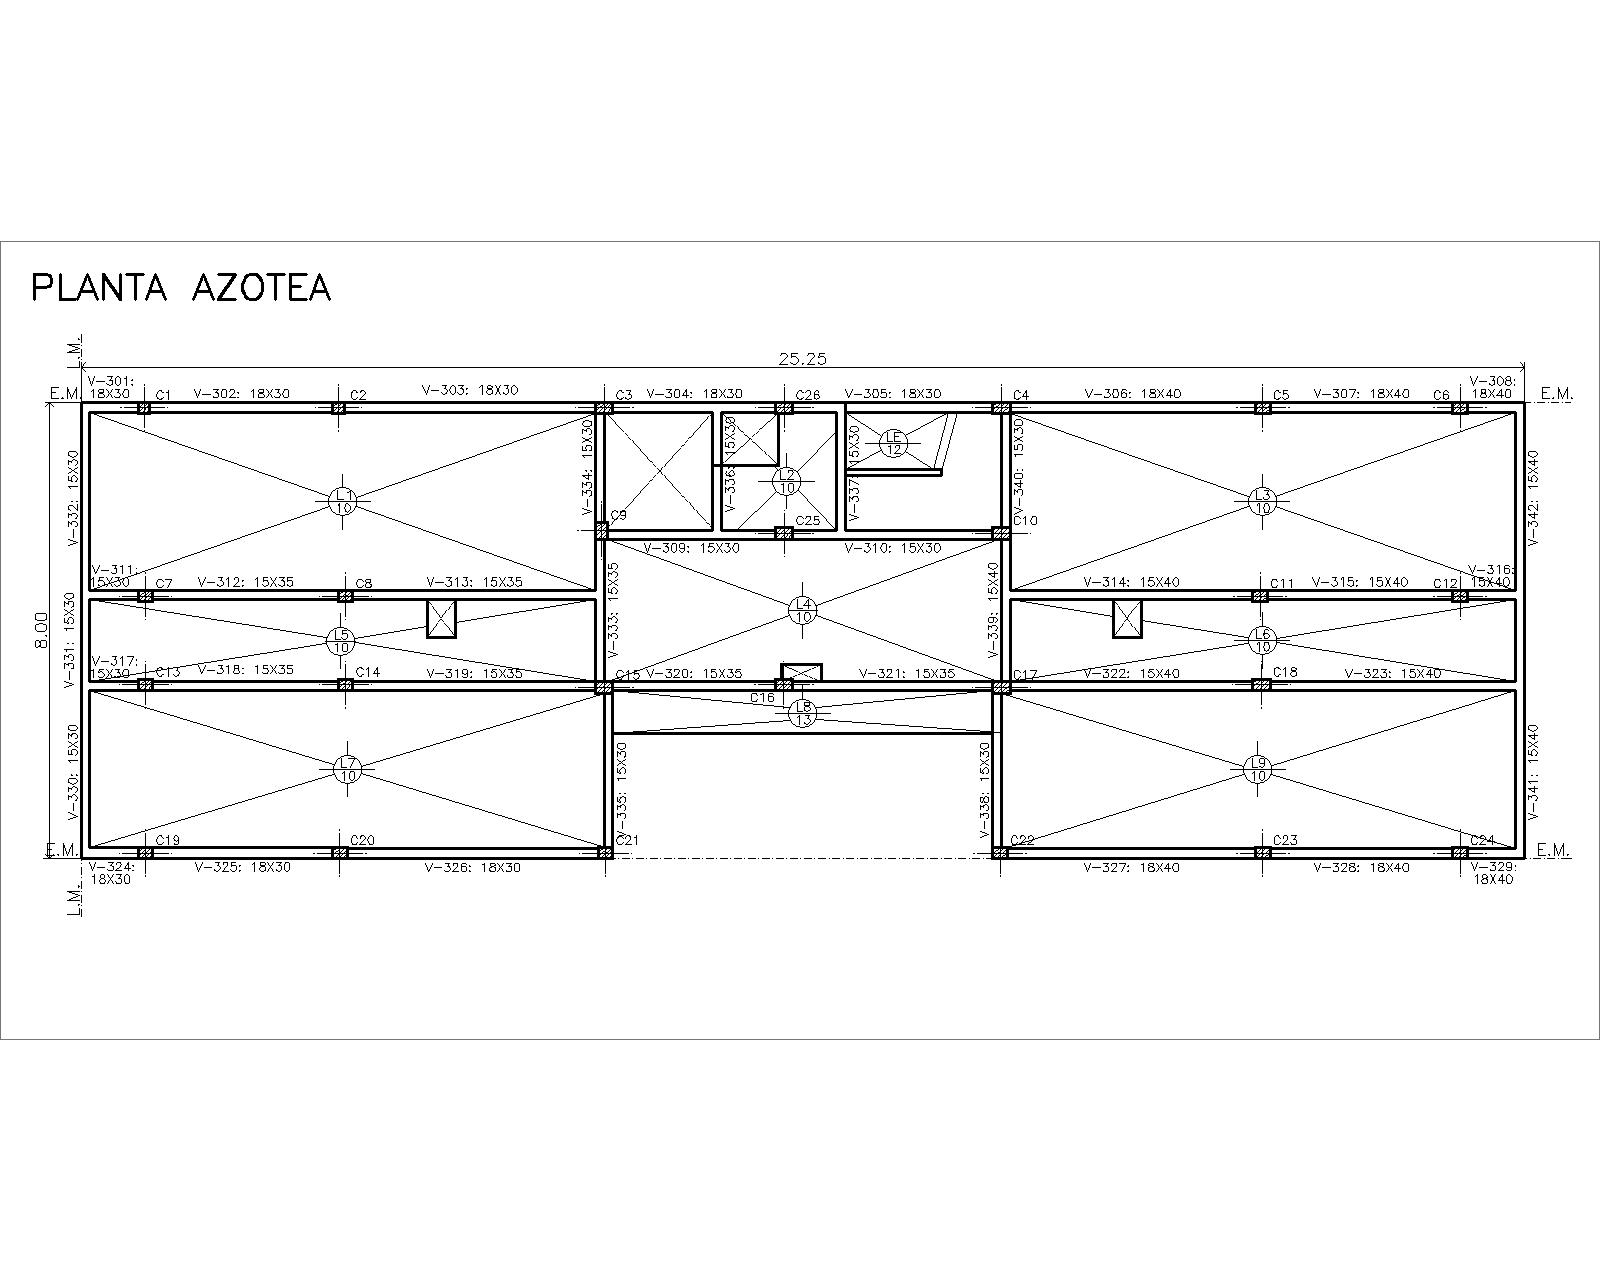 PLANTA AZOTEA
L.M.
25.25
E.M.
V-301:
18X30
C1
V-302: 18X30
C2
V-303: 18X30
C3
V-304: 18X30
C26
V-305: 18X30
C4
V-306: 18X40
C5
V-307: 18X40
C6
V-308:
18X40
E.M.
V-332: 15X30
L1
10
V-334: 15X30
C9
V-336: 15X30
L2
10
C25
V-337: 15X30
LE
12
V-340: 15X30
C10
L3
10
V-342: 15X40
V-309: 15X30
V-310: 15X30
V-311:
15X30
C7
V-312: 15X35
C8
V-313: 15X35
V-314: 15X40
C11
V-315: 15X40
C12
V-316:
15X40
8.00
V-331: 15X30
L5
10
V-333: 15X35
L4
10
V-339: 15X40
L6
10
V-317:
15X30
C13
V-318: 15X35
C14
V-319: 15X35
C15
V-320: 15X35
C16
V-321: 15X35
C17
V-322: 15X40
C18
V-323: 15X40
L8
13
V-330: 15X30
L7
10
V-335: 15X30
V-338: 15X30
L9
10
V-341: 15X40
E.M.
C19
C20
C21
C22
C23
C24
E.M.
V-324:
18X30
V-325: 18X30
V-326: 18X30
V-327: 18X40
V-328: 18X40
V-329:
18X40
L.M.